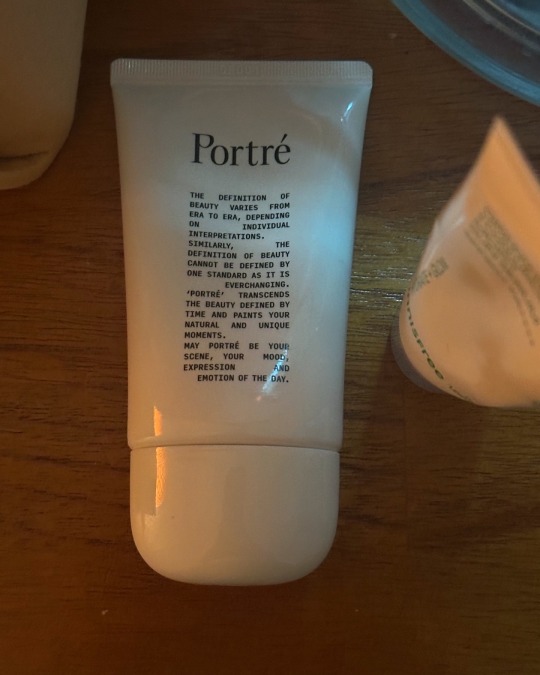 Portré
THE DEFINITION OF
BEAUTY VARIES FROM
ERA TO ERA, DEPENDING
ON INDIVIDUAL
INTERPRETATIONS.
SIMILARLY, THE
DEFINITION OF BEAUTY
CANNOT BE DEFINED BY
ONE STANDARD AS IT IS
EVERCHANGING.
'PORTRÉ' TRANSCENDS
THE BEAUTY DEFINED BY
TIME AND PAINTS YOUR
NATURAL AND UNIQUE
MOMENTS.
MAY PORTRÉ BE YOUR
SCENE, YOUR MOOD,
EXPRESSION AND
EMOTION OF THE DAY.